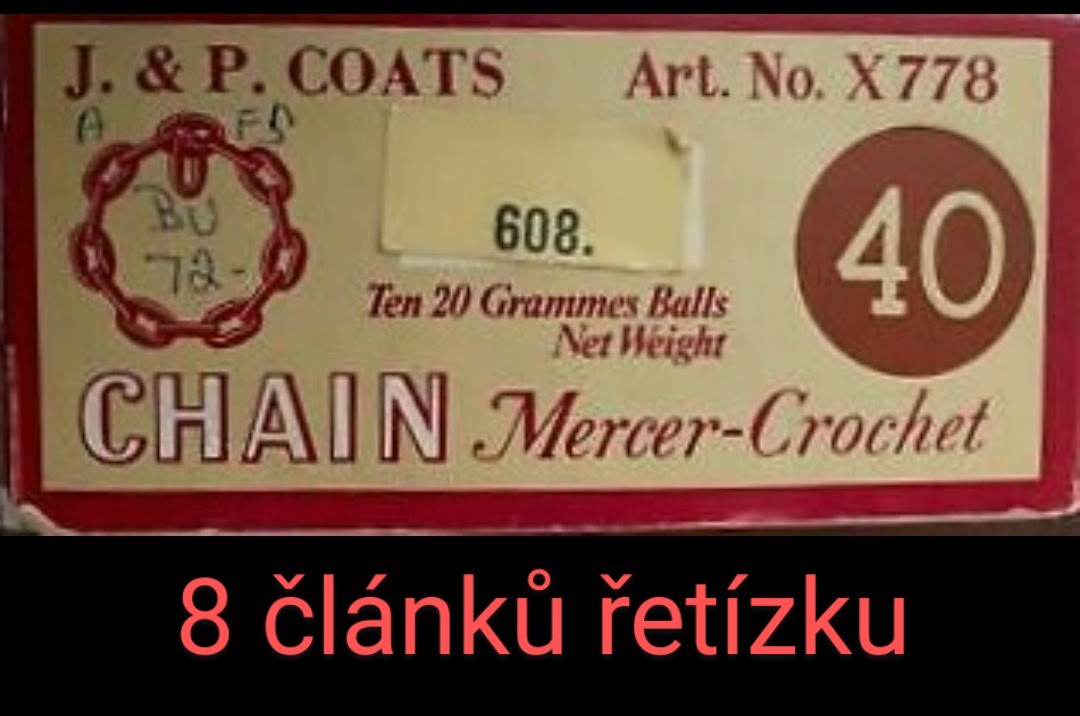 J. & P. COATS Art. No. X 778
A FS
BU
72-
608.
40
Ten 20 Grammes Balls
Net Weight
CHAIN Mercer-Crochet
8 článků řetízku